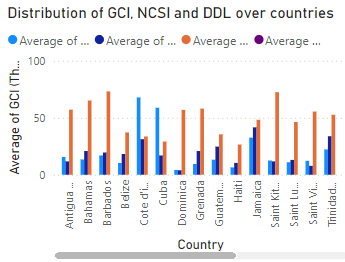 Distribution of GCI, NCSI and DDL over countries
Average of ... Average of ... Average of ... Average ...
Average of GCI (Th...
100
50
0
Antigua ...
Bahamas
Barbados
Belize
Cote d'I...
Cuba
Dominica
Grenada
Guatem...
Haiti
Jamaica
Saint Kit...
Saint Lu...
Saint Vi...
Trinidad...
Country